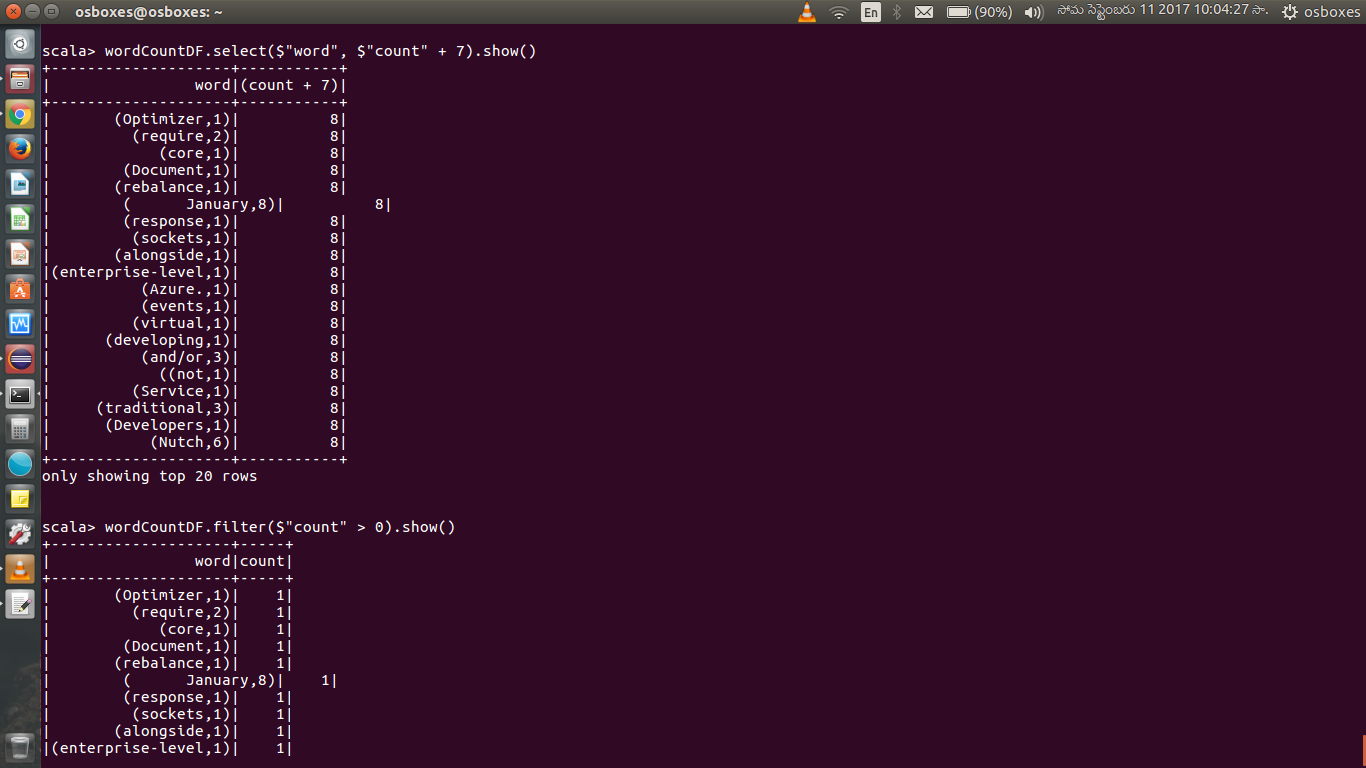 osboxes@osboxes: ~
En
(90%)
సోమ సెప్టెంబరు 11 2017 10:04:27 సా.
osboxes
scala> wordCountDF.select($"word", $"count" + 7).show()
+--------------------+-----------+
|                word|(count + 7)|
+--------------------+-----------+
|       (Optimizer,1)|          8|
|         (require,2)|          8|
|            (core,1)|          8|
|        (Document,1)|          8|
|       (rebalance,1)|          8|
|        (      January,8)|          8|
|        (response,1)|          8|
|         (sockets,1)|          8|
|       (alongside,1)|          8|
|(enterprise-level,1)|          8|
|          (Azure.,1)|          8|
|          (events,1)|          8|
|         (virtual,1)|          8|
|      (developing,1)|          8|
|          (and/or,3)|          8|
|            ((not,1)|          8|
|         (Service,1)|          8|
|     (traditional,3)|          8|
|      (Developers,1)|          8|
|           (Nutch,6)|          8|
+--------------------+-----------+
only showing top 20 rows
scala> wordCountDF.filter($"count" > 0).show()
+--------------------+-----+
|                word|count|
+--------------------+-----+
|       (Optimizer,1)|    1|
|         (require,2)|    1|
|            (core,1)|    1|
|        (Document,1)|    1|
|       (rebalance,1)|    1|
|        (      January,8)|    1|
|        (response,1)|    1|
|         (sockets,1)|    1|
|       (alongside,1)|    1|
|(enterprise-level,1)|    1|